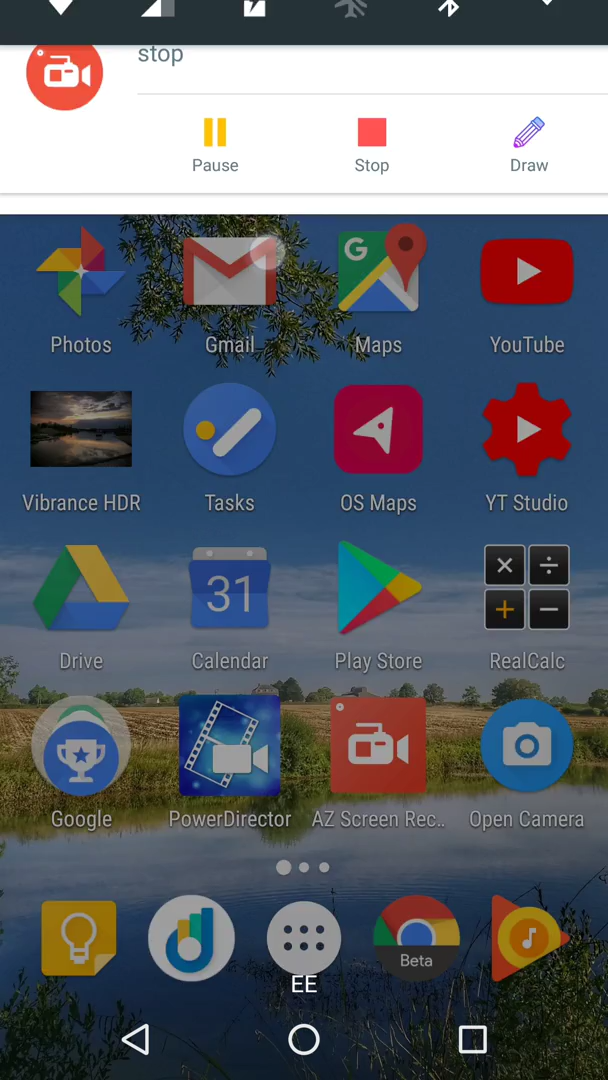 stop
Pause Stop Draw
Photos Gmail Maps YouTube
Vibrance HDR Tasks OS Maps YT Studio
31
Drive Calendar Play Store RealCalc
Google PowerDirector AZ Screen Rec.. Open Camera
Beta
EE